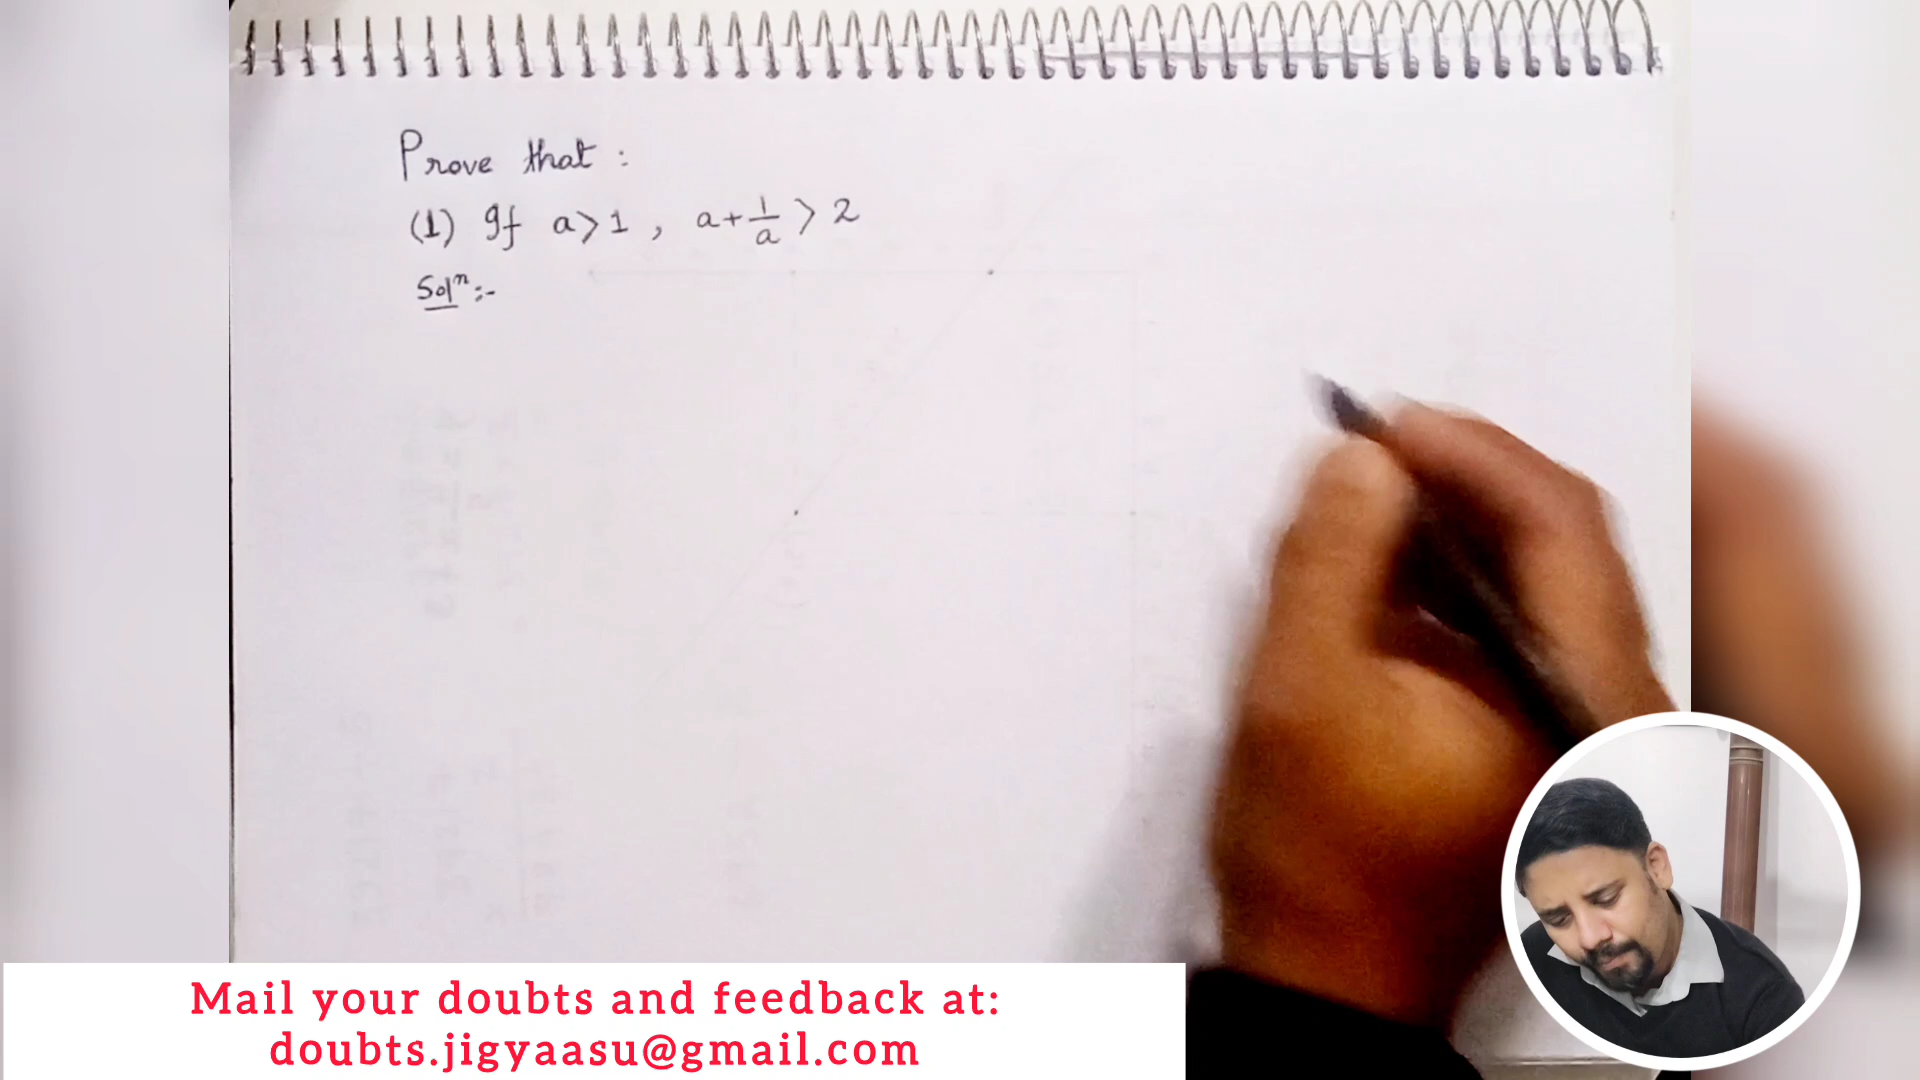 Prove that :
(1) If a > 1 , a + 1/a > 2
Solⁿ :-
Mail your doubts and feedback at:
doubts.jigyaasu@gmail.com